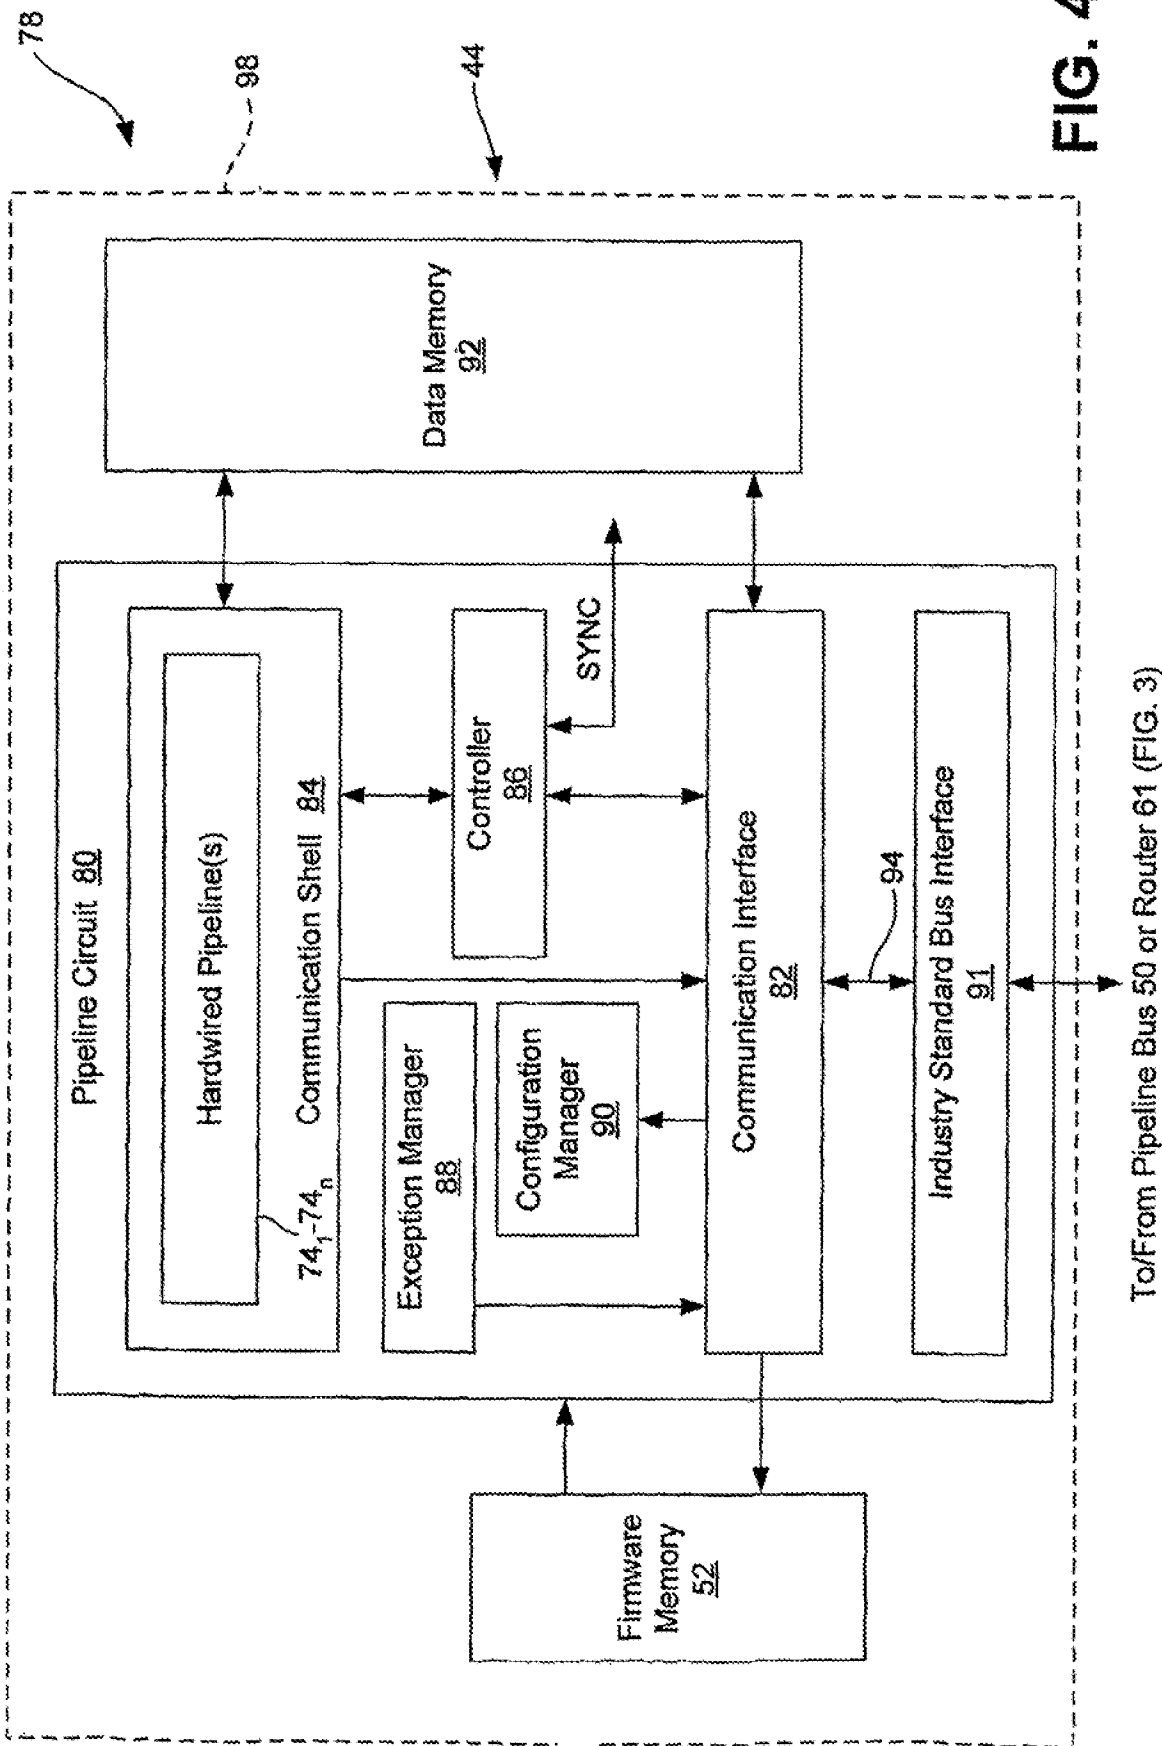 78
98
44
Pipeline Circuit 80
Hardwired Pipeline(s)
74₁-74ₙ
Communication Shell 84
Exception Manager
88
Configuration
Manager
90
Controller
86
SYNC
Data Memory
92
Firmware
Memory
52
Communication Interface
82
94
Industry Standard Bus Interface
91
To/From Pipeline Bus 50 or Router 61 (FIG. 3)
FIG. 4